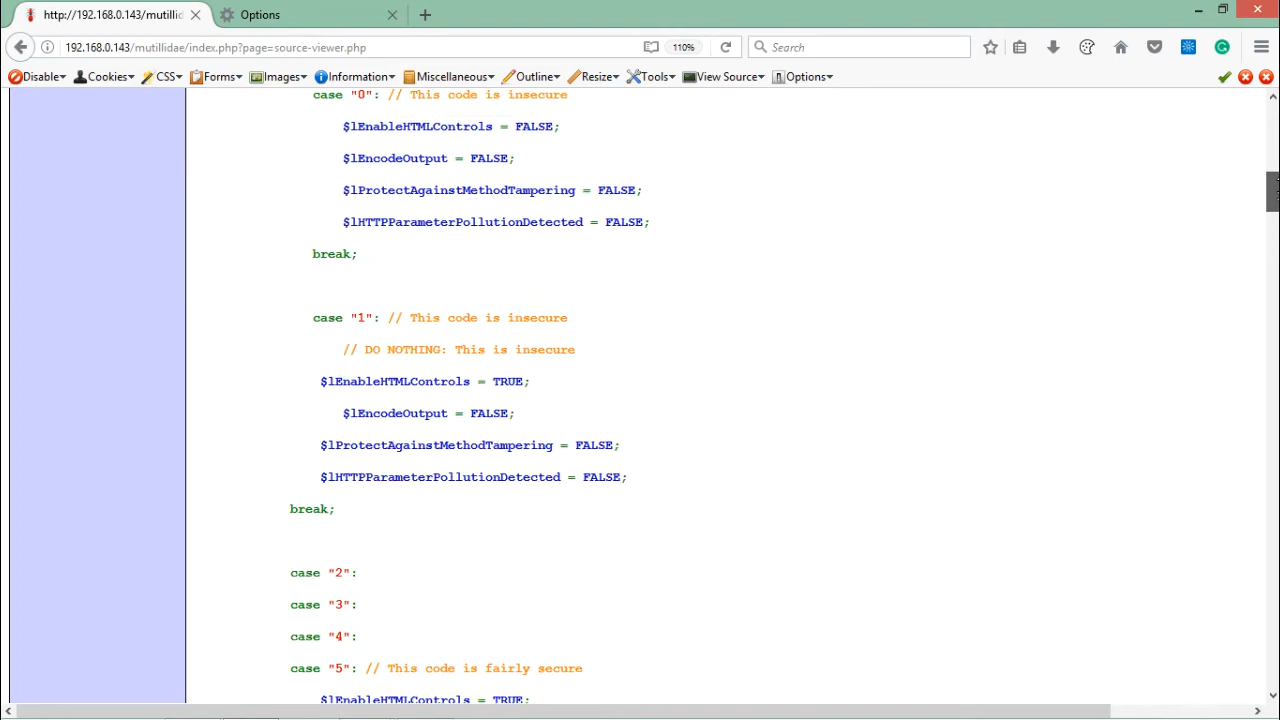 http://192.168.0.143/mutillid
Options
192.168.0.143/mutillidae/index.php?page=source-viewer.php
110%
Search
Disable Cookies CSS Forms Images Information Miscellaneous Outline Resize Tools View Source Options
case "0": // This code is insecure
$lEnableHTMLControls = FALSE;
$lEncodeOutput = FALSE;
$lProtectAgainstMethodTampering = FALSE;
$lHTTPParameterPollutionDetected = FALSE;
break;
case "1": // This code is insecure
// DO NOTHING: This is insecure
$lEnableHTMLControls = TRUE;
$lEncodeOutput = FALSE;
$lProtectAgainstMethodTampering = FALSE;
$lHTTPParameterPollutionDetected = FALSE;
break;
case "2":
case "3":
case "4":
case "5": // This code is fairly secure
$lEnableHTMLControls = TRUE;